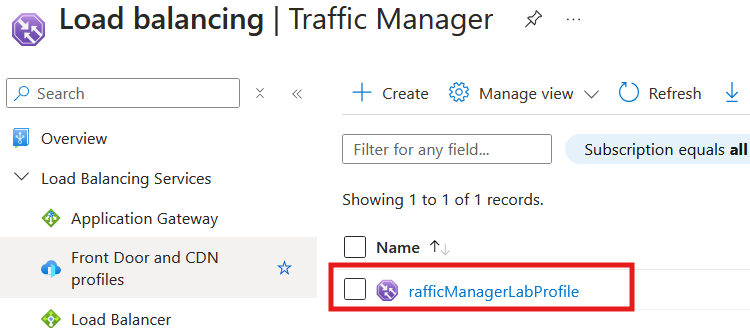 Load balancing | Traffic Manager
Search
Overview
Load Balancing Services
Application Gateway
Front Door and CDN
profiles
Load Balancer
Create
Manage view
Refresh
Filter for any field...
Subscription equals all
Showing 1 to 1 of 1 records.
Name
rafficManagerLabProfile